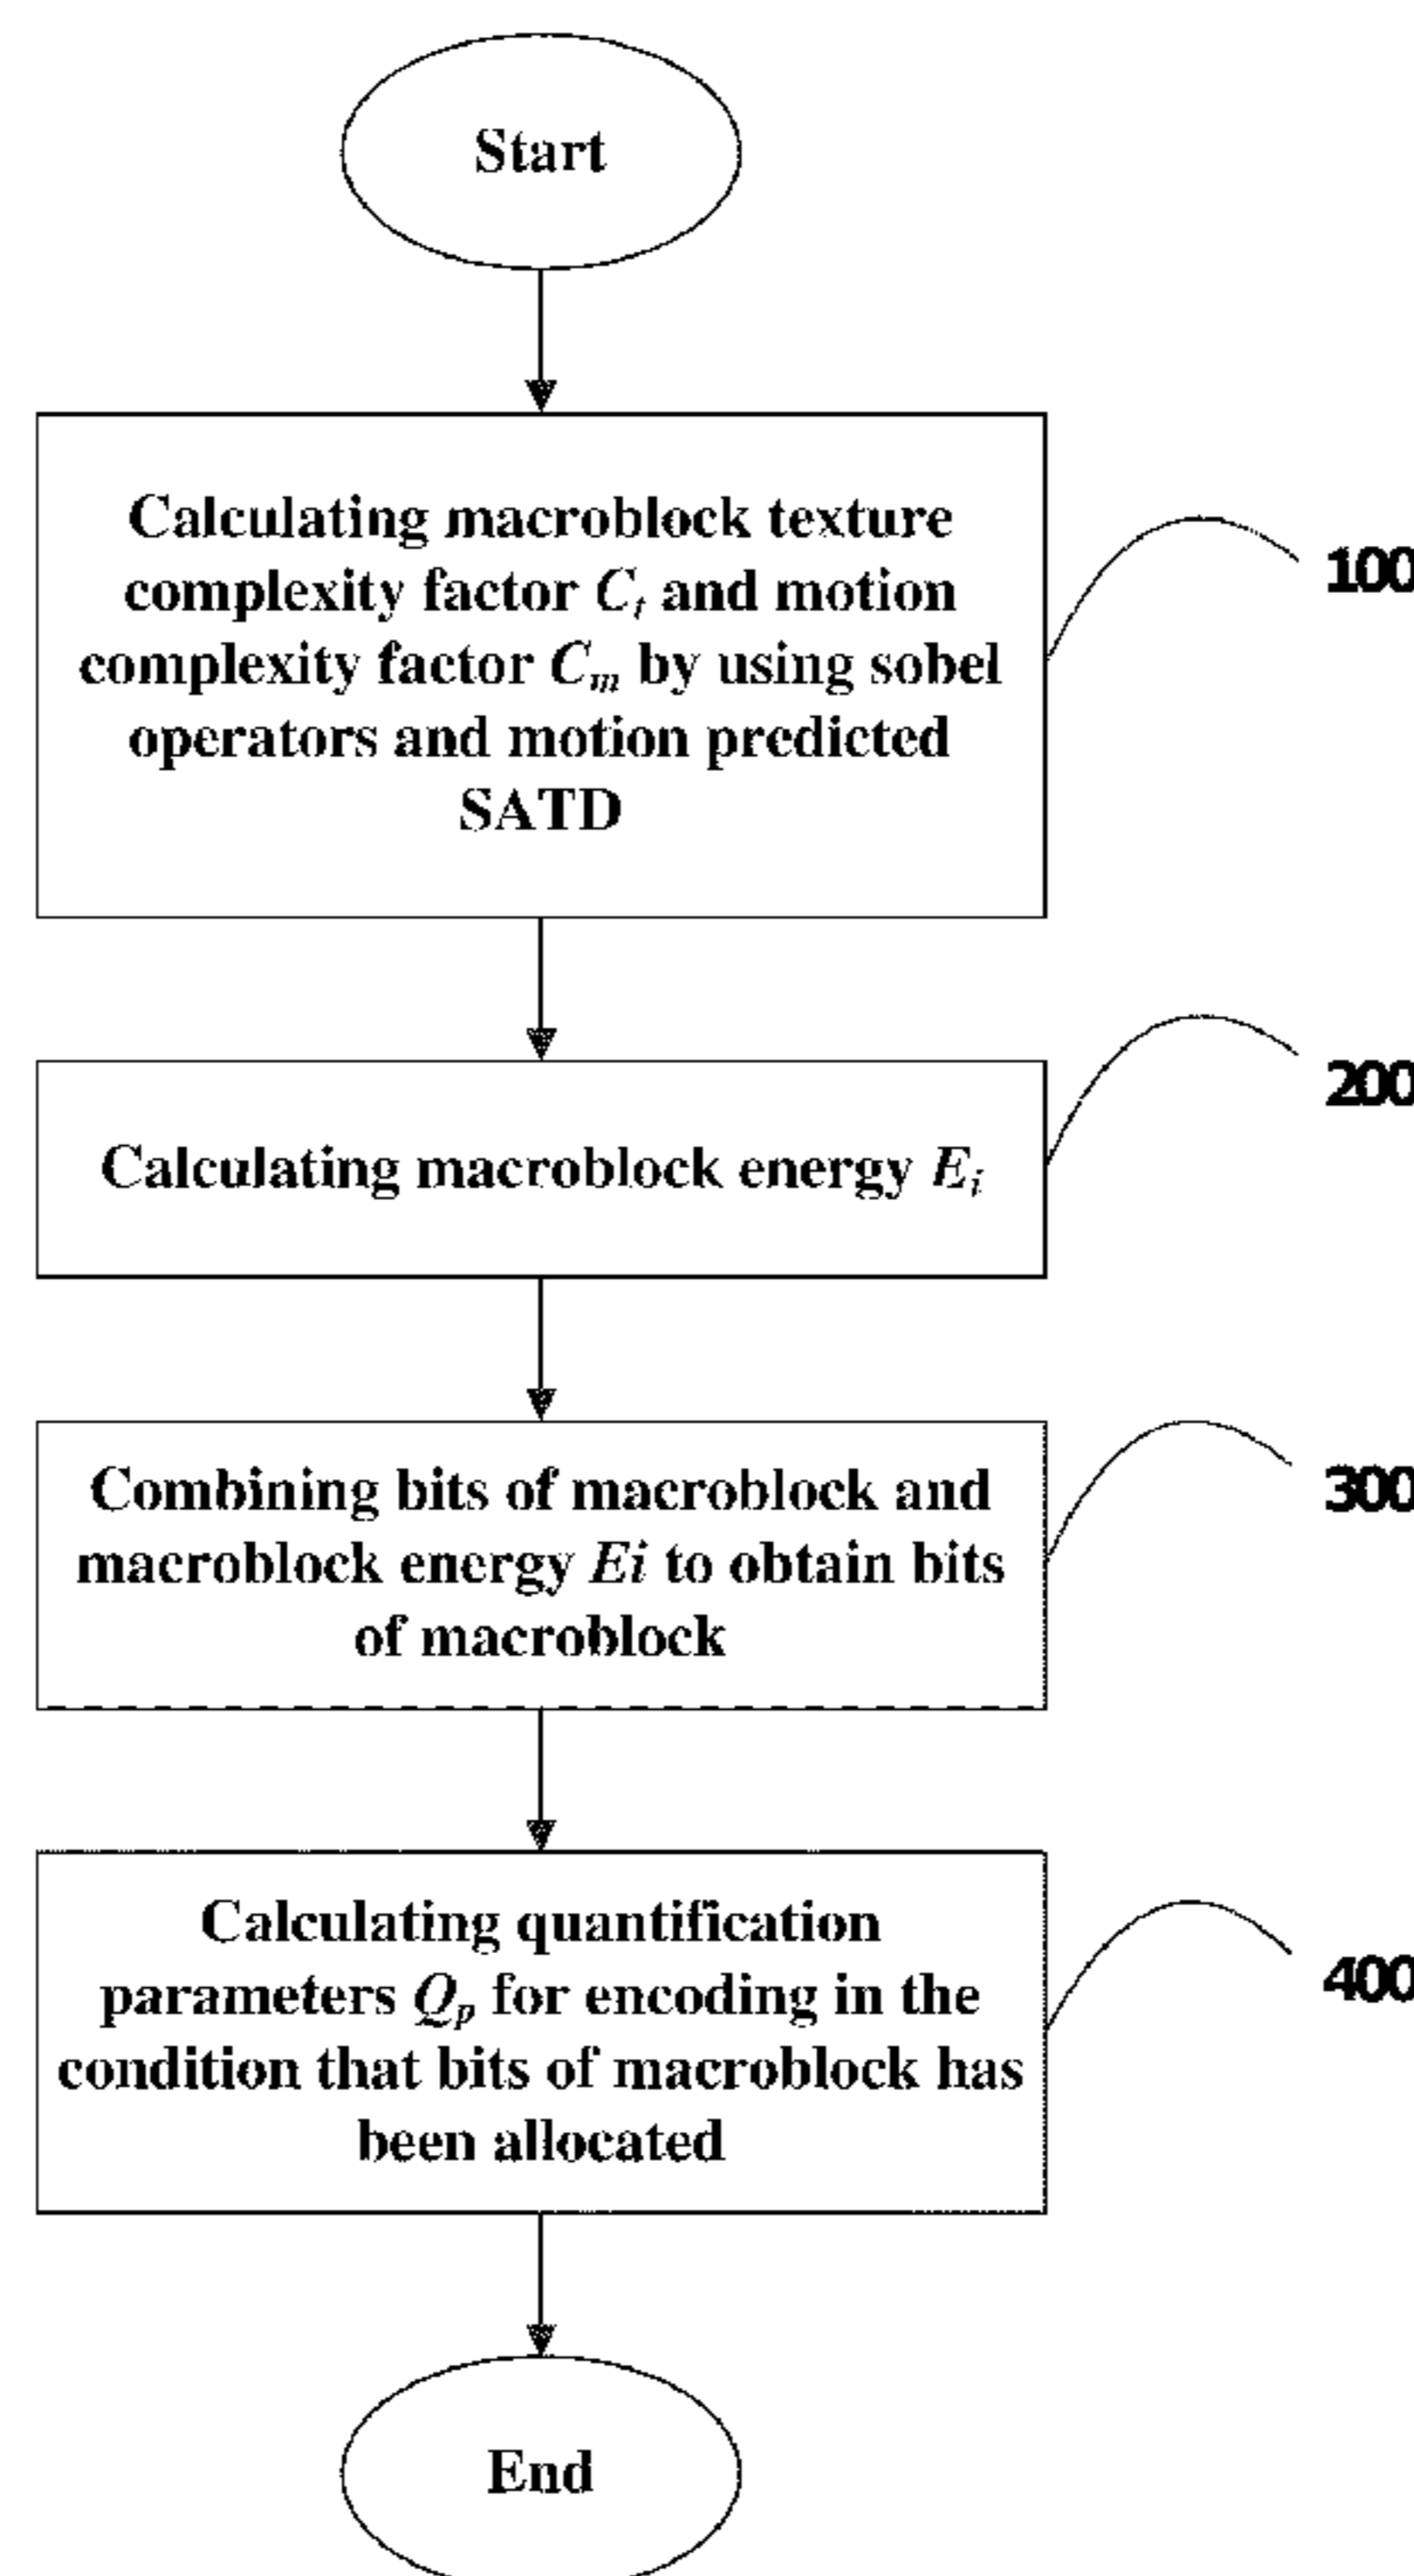 Start
Calculating macroblock texture
complexity factor Ct and motion
complexity factor Cm by using sobel
operators and motion predicted
SATD
100
Calculating macroblock energy Ei
200
Combining bits of macroblock and
macroblock energy Ei to obtain bits
of macroblock
300
Calculating quantification
parameters Qp for encoding in the
condition that bits of macroblock has
been allocated
400
End